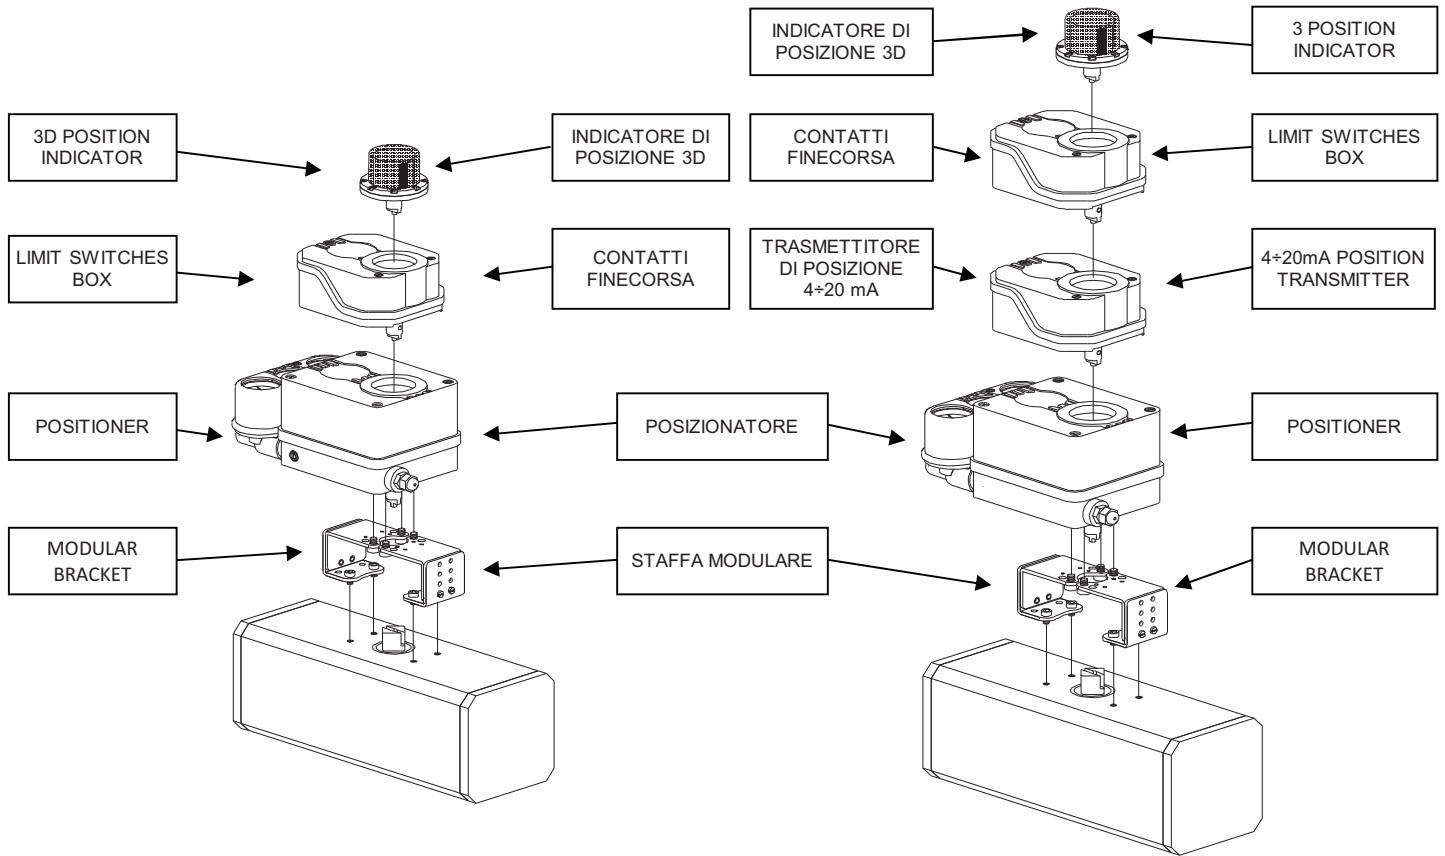 INDICATORE DI
POSIZIONE 3D
3 POSITION
INDICATOR
3D POSITION
INDICATOR
INDICATORE DI
POSIZIONE 3D
CONTATTI
FINECORSA
LIMIT SWITCHES
BOX
LIMIT SWITCHES
BOX
CONTATTI
FINECORSA
TRASMETTITORE
DI POSIZIONE
4÷20 mA
4÷20mA POSITION
TRANSMITTER
POSITIONER
POSIZIONATORE
POSITIONER
MODULAR
BRACKET
STAFFA MODULARE
MODULAR
BRACKET